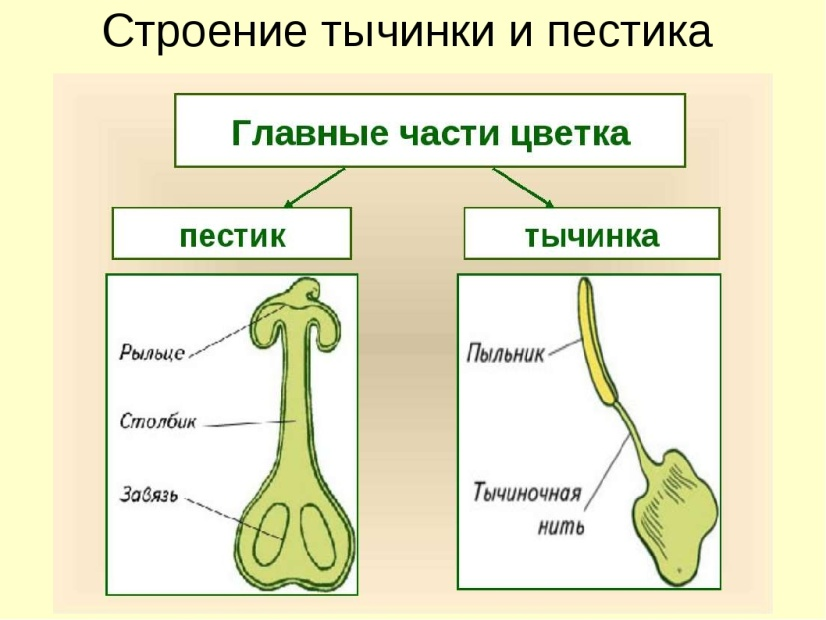 Строение тычинки и пестика
Главные части цветка
пестик
тычинка
Рыльце
Столбик
Завязь
Пыльник
Тычиночная
нить